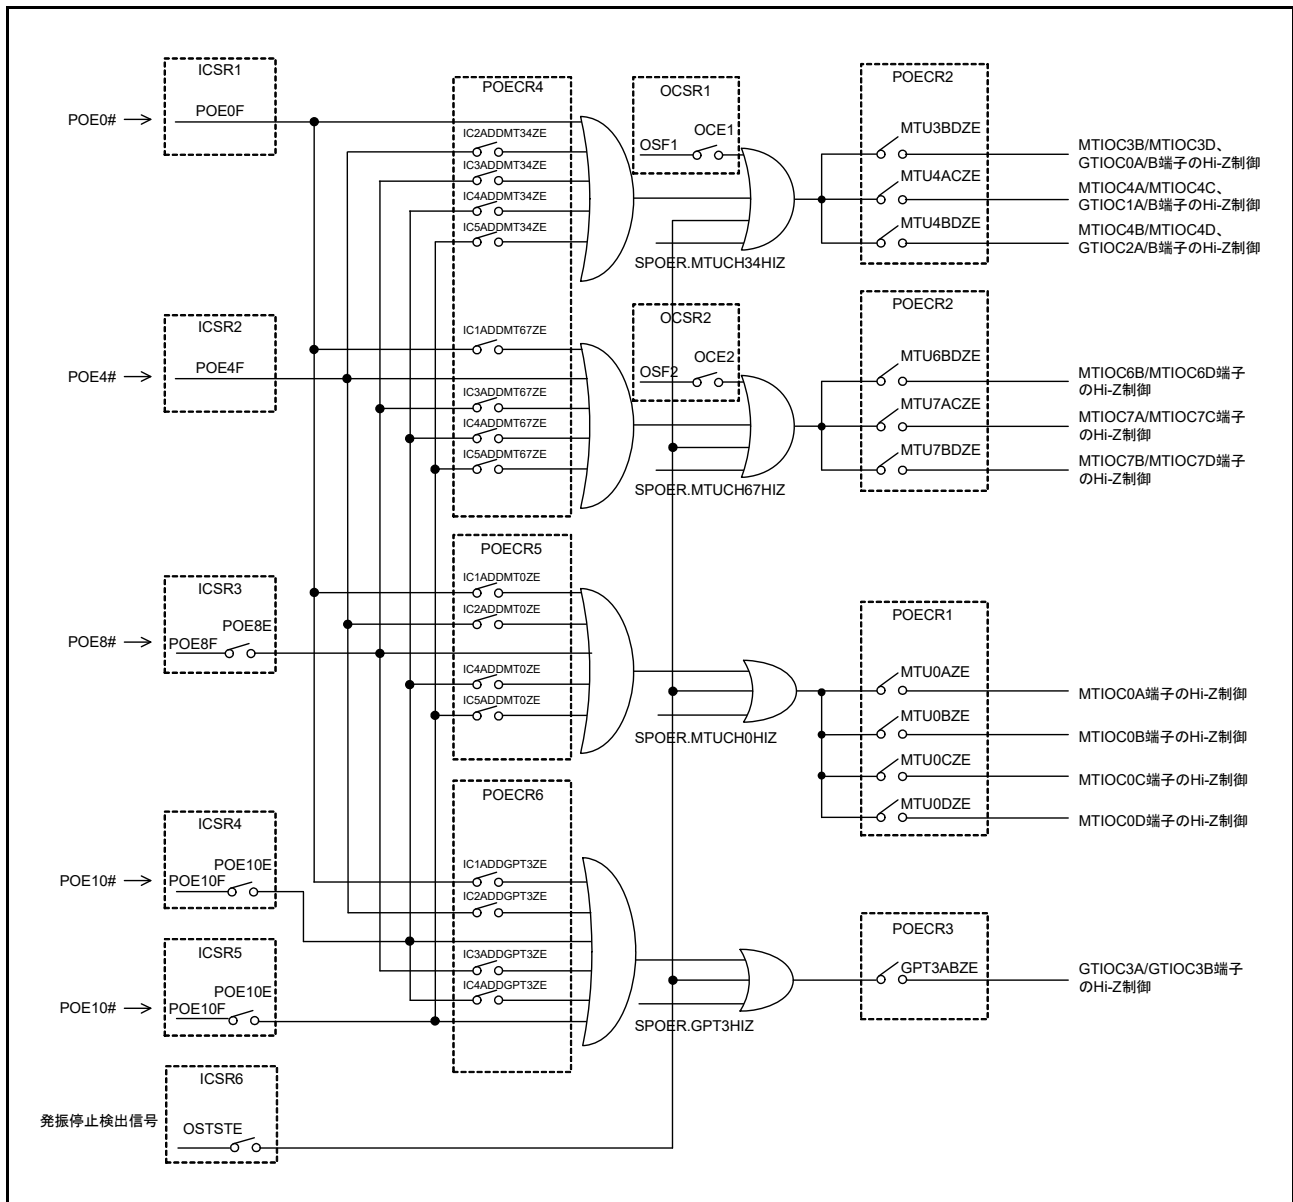 ICSR1
POE0#
POE0F
ICSR2
POE4#
POE4F
ICSR3
POE8#
POE8F
POE8E
ICSR4
POE10#
POE10F
POE10E
ICSR5
POE10#
POE10F
POE10E
ICSR6
発振停止検出信号
OSTSTE
POECR4
IC2ADDMT34ZE
IC3ADDMT34ZE
IC4ADDMT34ZE
IC5ADDMT34ZE
IC1ADDMT67ZE
IC3ADDMT67ZE
IC4ADDMT67ZE
IC5ADDMT67ZE
POECR5
IC1ADDMT0ZE
IC2ADDMT0ZE
IC4ADDMT0ZE
IC5ADDMT0ZE
POECR6
IC1ADDGPT3ZE
IC2ADDGPT3ZE
IC3ADDGPT3ZE
IC4ADDGPT3ZE
OCSR1
OSF1
OCE1
SPOER.MTUCH34HIZ
OCSR2
OSF2
OCE2
SPOER.MTUCH67HIZ
SPOER.MTUCH0HIZ
SPOER.GPT3HIZ
POECR2
MTU3BDZE
MTU4ACZE
MTU4BDZE
MTIOC3B/MTIOC3D、
GTIOC0A/B端子のHi-Z制御
MTIOC4A/MTIOC4C、
GTIOC1A/B端子のHi-Z制御
MTIOC4B/MTIOC4D、
GTIOC2A/B端子のHi-Z制御
POECR2
MTU6BDZE
MTU7ACZE
MTU7BDZE
MTIOC6B/MTIOC6D端子
のHi-Z制御
MTIOC7A/MTIOC7C端子
のHi-Z制御
MTIOC7B/MTIOC7D端子
のHi-Z制御
POECR1
MTU0AZE
MTU0BZE
MTU0CZE
MTU0DZE
MTIOC0A端子のHi-Z制御
MTIOC0B端子のHi-Z制御
MTIOC0C端子のHi-Z制御
MTIOC0D端子のHi-Z制御
POECR3
GPT3ABZE
GTIOC3A/GTIOC3B端子
のHi-Z制御